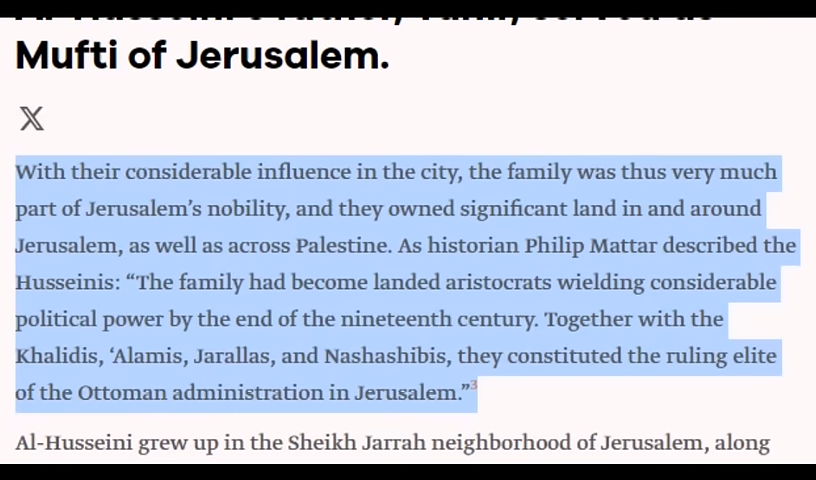 Mufti of Jerusalem.
With their considerable influence in the city, the family was thus very much
part of Jerusalem’s nobility, and they owned significant land in and around
Jerusalem, as well as across Palestine. As historian Philip Mattar described the
Husseinis: “The family had become landed aristocrats wielding considerable
political power by the end of the nineteenth century. Together with the
Khalidis, ‘Alamis, Jarallas, and Nashashibis, they constituted the ruling elite
of the Ottoman administration in Jerusalem.”3
Al-Husseini grew up in the Sheikh Jarrah neighborhood of Jerusalem, along